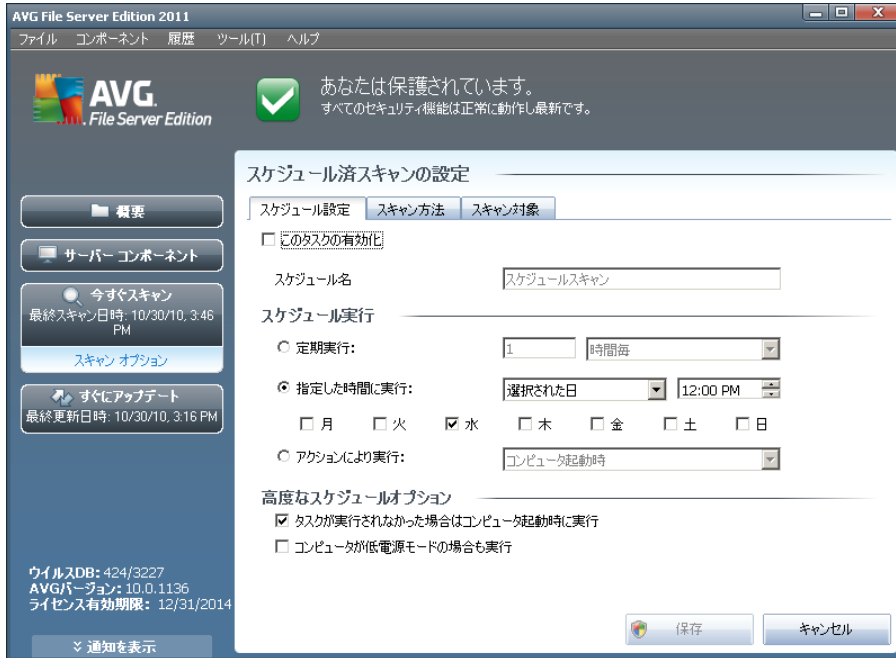 AVG File Server Edition 2011
ファイル コンポーネント 履歴 ツール(T) ヘルプ
AVG.
File Server Edition
あなたは保護されています。
すべてのセキュリティ機能は正常に動作し最新です。
概要
サーバー コンポーネント
今すぐスキャン
最終スキャン日時: 10/30/10, 3:46
PM
スキャン オプション
すぐにアップデート
最終更新日時: 10/30/10, 3:16 PM
ウイルスDB: 424/3227
AVGバージョン: 10.0.1136
ライセンス有効期限: 12/31/2014
通知を表示
スケジュール済スキャンの設定
スケジュール設定 スキャン方法 スキャン対象
このタスクの有効化
スケジュール名 スケジュールスキャン
スケジュール実行
定期実行: 1 時間毎
指定した時間に実行: 選択された日 12:00 PM
月 火 水 木 金 土 日
アクションにより実行: コンピュータ起動時
高度なスケジュールオプション
タスクが実行されなかった場合はコンピュータ起動時に実行
コンピュータが低電源モードの場合も実行
保存 キャンセル